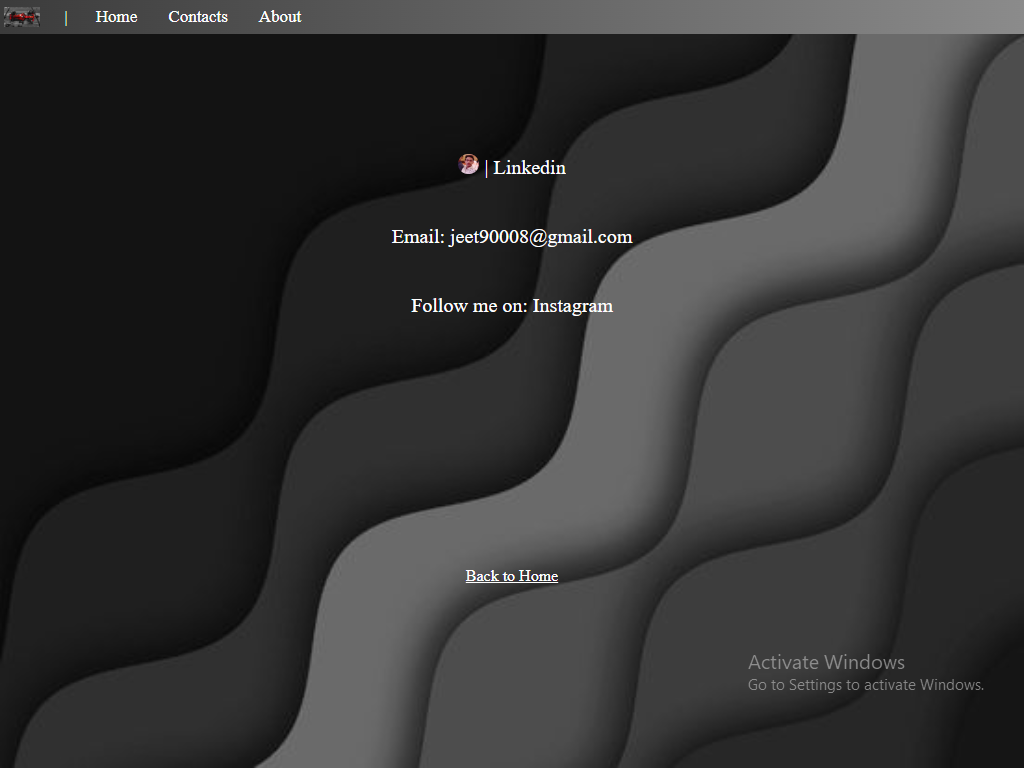 | Home Contacts About
| Linkedin
Email: jeet90008@gmail.com
Follow me on: Instagram
Back to Home
Activate Windows
Go to Settings to activate Windows.